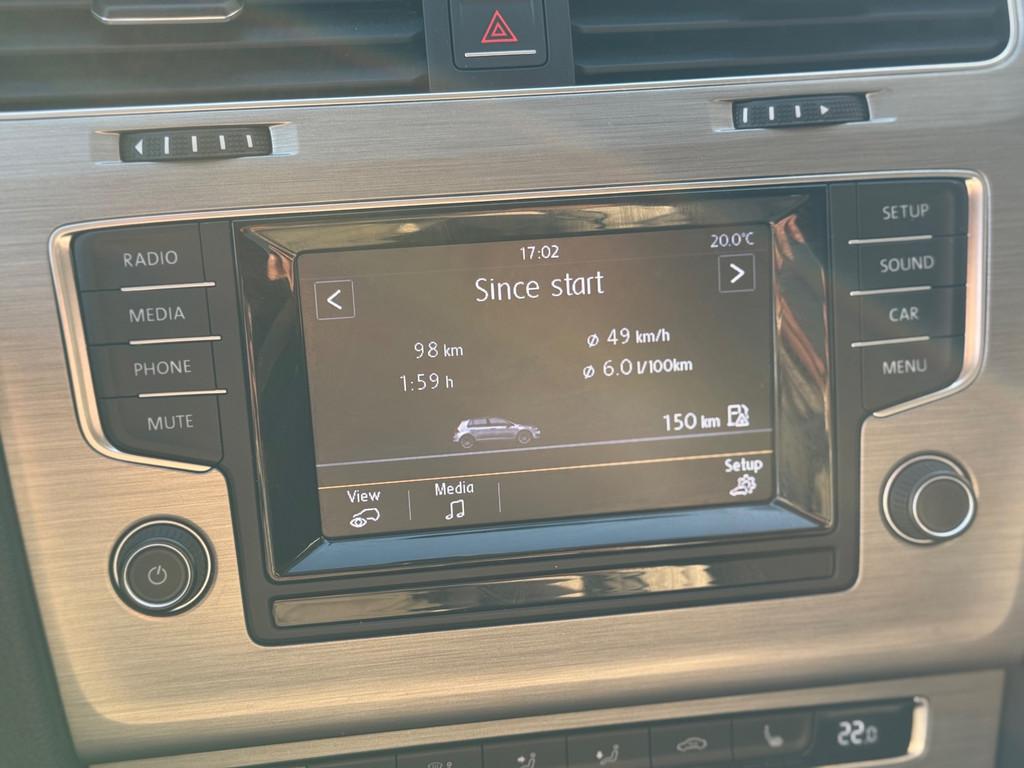 RADIO
MEDIA
PHONE
MUTE
17:02
20.0°C
Since start
98 km
ø 49 km/h
1:59 h
ø 6.0 l/100km
150 km
View
Media
Setup
SETUP
SOUND
CAR
MENU
22.0